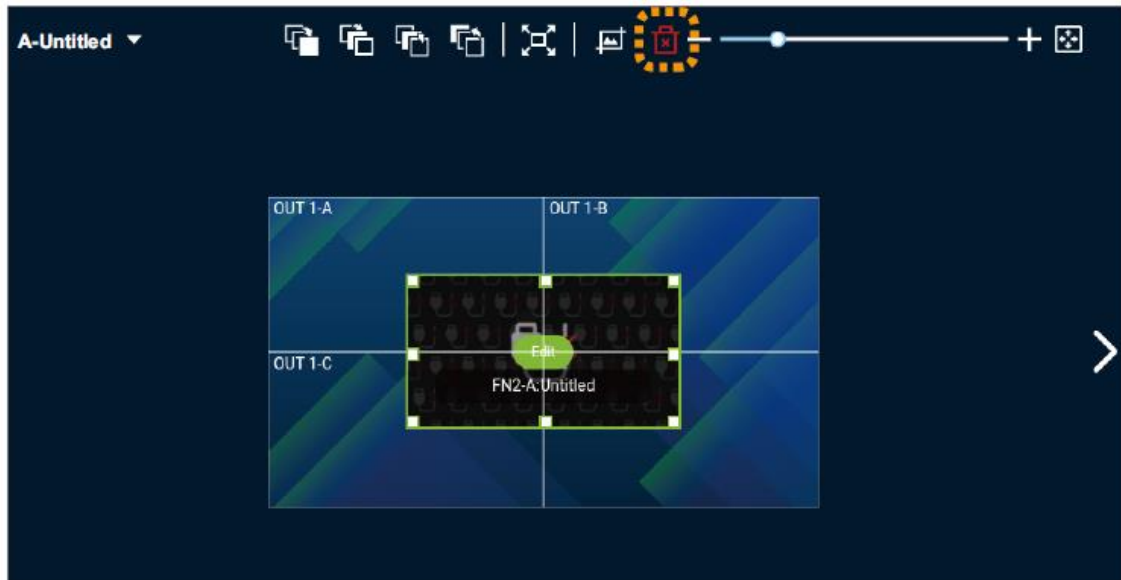 A-Untitled
OUT 1-A
OUT 1-B
Edit
OUT 1-C
FN2-A:Untitled